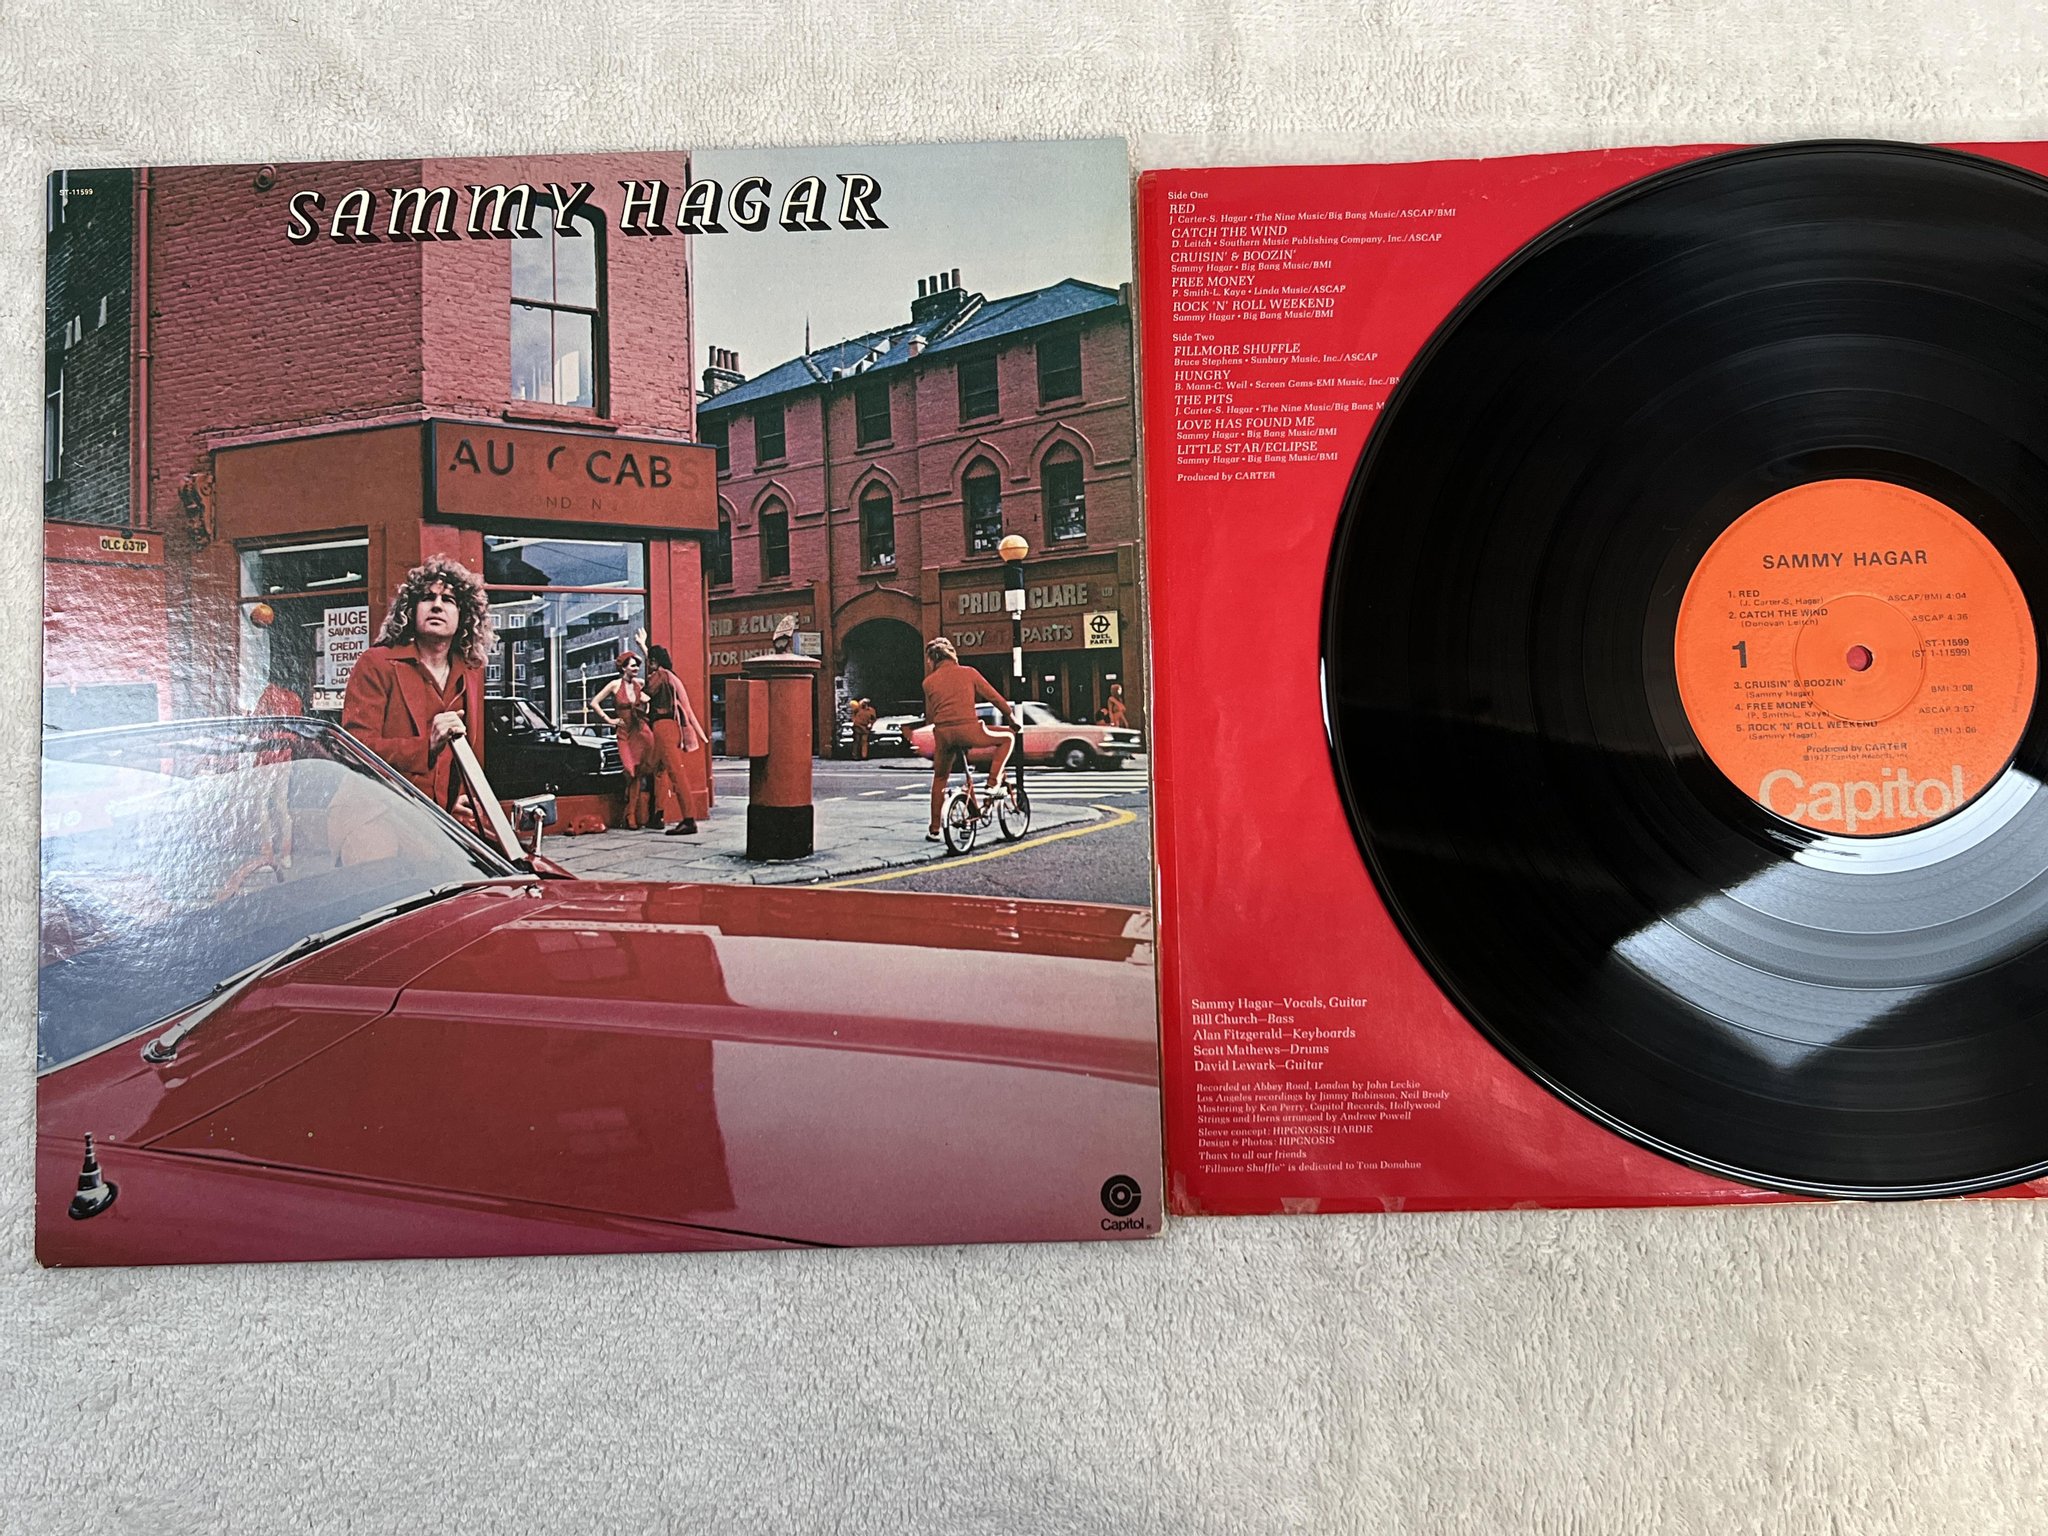 ST-11599
SAMMY HAGAR
AU O CABS
OLC 637P
HUGE
SAVINGS
CREDIT
TERMS
PRID & CLARE
TOY PARTS
PARTS
Capitol
Side One
RED
J. Carter-S. Hagar • The Nine Music/Big Bang Music/ASCAP/BMI
CATCH THE WIND
D. Leitch • Southern Music Publishing Company, Inc./ASCAP
CRUISIN' & BOOZIN'
Sammy Hagar • Big Bang Music/BMI
FREE MONEY
P. Smith-L. Kaye • Linda Music/ASCAP
ROCK 'N' ROLL WEEKEND
Sammy Hagar • Big Bang Music/BMI
Side Two
FILLMORE SHUFFLE
Bruce Stephens • Sunbury Music, Inc./ASCAP
HUNGRY
B. Mann-C. Weil • Screen Gems-EMI Music, Inc./BM
THE PITS
J. Carter-S. Hagar • The Nine Music/Big Bang M
LOVE HAS FOUND ME
Sammy Hagar • Big Bang Music/BMI
LITTLE STAR/ECLIPSE
Sammy Hagar • Big Bang Music/BMI
Produced by CARTER
Sammy Hagar—Vocals, Guitar
Bill Church—Bass
Alan Fitzgerald—Keyboards
Scott Mathews—Drums
David Lewark—Guitar
Recorded at Abbey Road, London by John Leckie
Los Angeles recordings by Jimmy Robinson, Neil Brody
Mastering by Ken Perry, Capitol Records, Hollywood
Strings and Horns arranged by Andrew Powell
Sleeve concept: HIPGNOSIS/HARDIE
Design & Photos: HIPGNOSIS
Thanx to all our friends
"Fillmore Shuffle" is dedicated to Tom Donahue
SAMMY HAGAR
1. RED
(J. Carter-S. Hagar) ASCAP/BMI 4:04
2. CATCH THE WIND
(Donovan Leitch) ASCAP 4:36
1
ST-11599
(ST 1-11599)
3. CRUISIN' & BOOZIN'
(Sammy Hagar) BMI 3:08
4. FREE MONEY
(P. Smith-L. Kaye) ASCAP 3:57
5. ROCK 'N' ROLL WEEKEND
(Sammy Hagar) BMI 3:06
Produced by CARTER
℗1977 Capitol Records, Inc.
Capitol